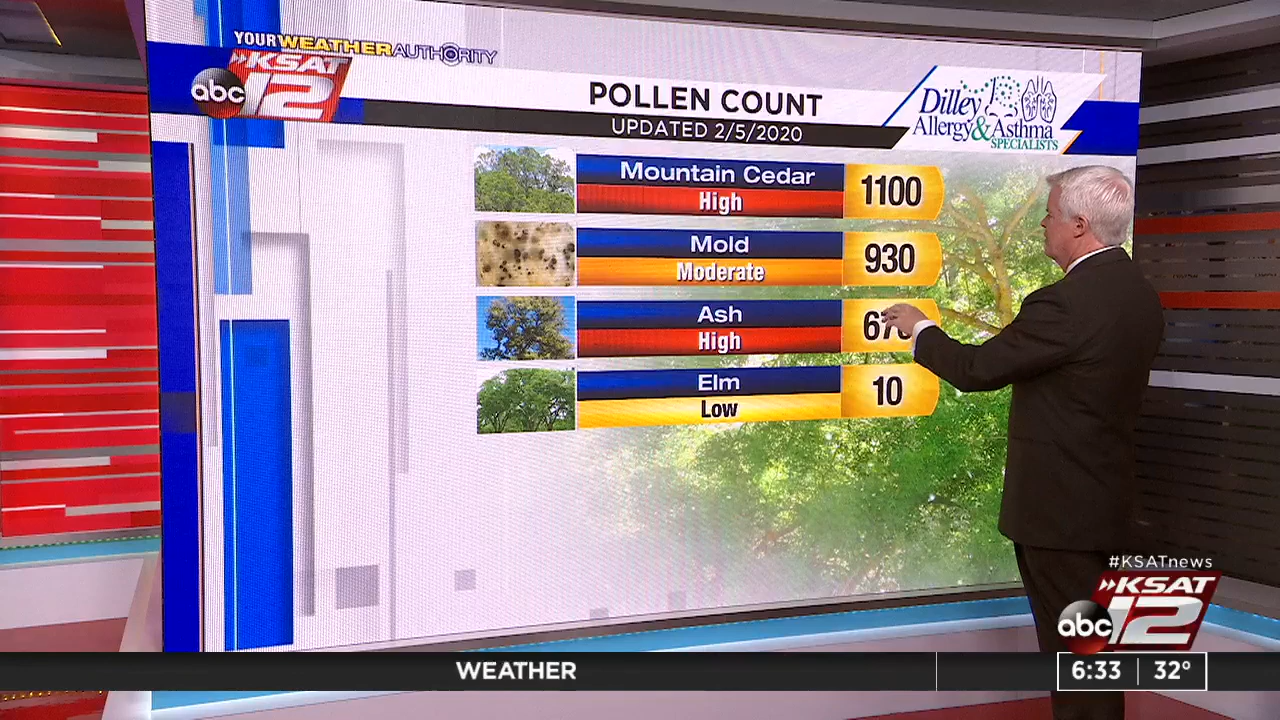 YOUR WEATHER AUTHORITY
abc
KSAT
12
POLLEN COUNT
UPDATED 2/5/2020
Dilley
Allergy & Asthma
SPECIALISTS
Mountain Cedar
High
1100
Mold
Moderate
930
Ash
High
Elm
Low
10
#KSATnews
KSAT
abc 12
WEATHER
6:33 32°